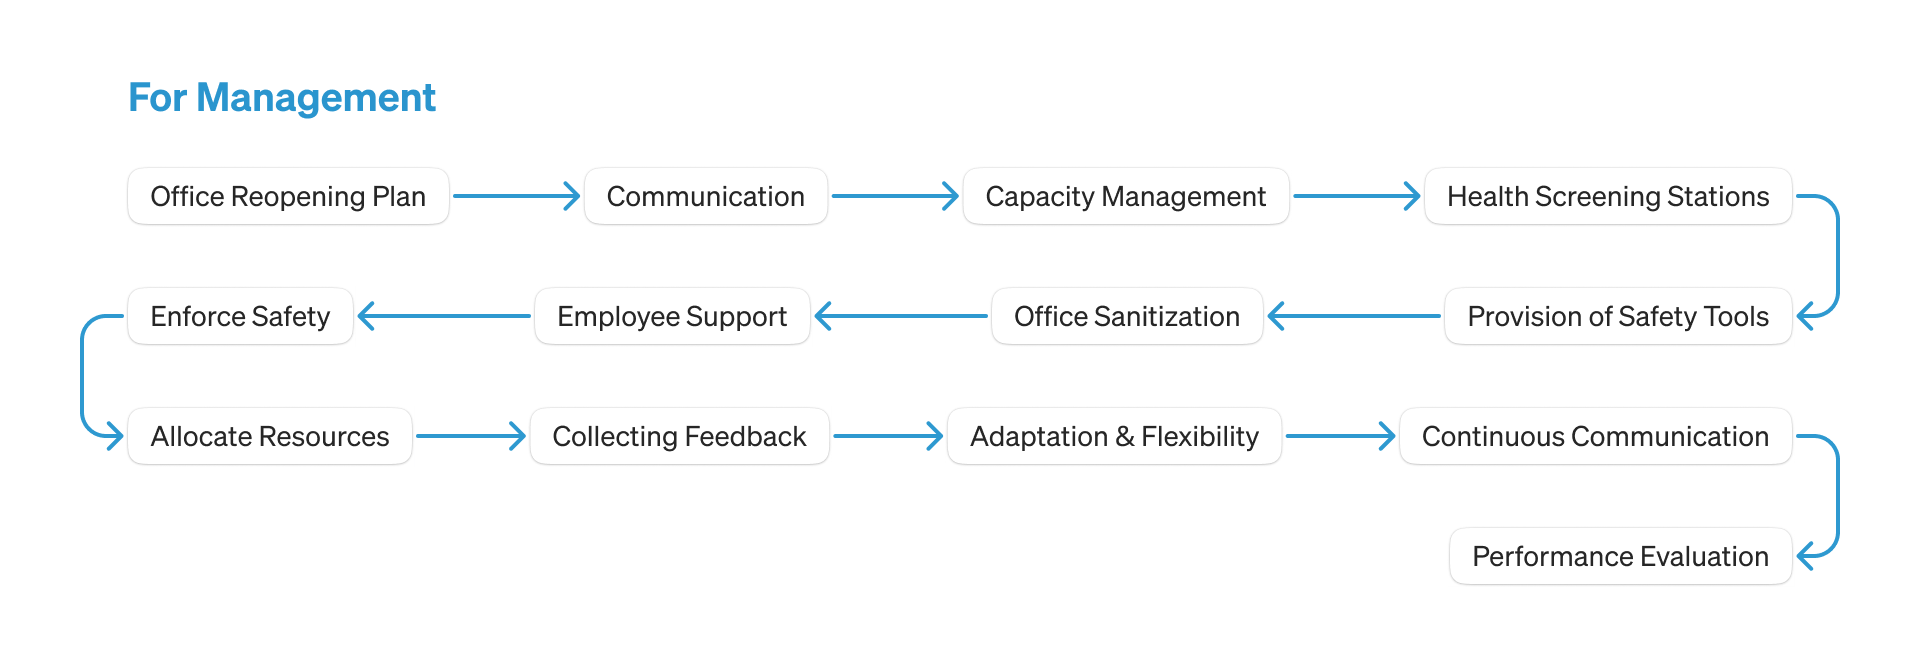 For Management
Office Reopening Plan
Communication
Capacity Management
Health Screening Stations
Provision of Safety Tools
Office Sanitization
Employee Support
Enforce Safety
Allocate Resources
Collecting Feedback
Adaptation & Flexibility
Continuous Communication
Performance Evaluation